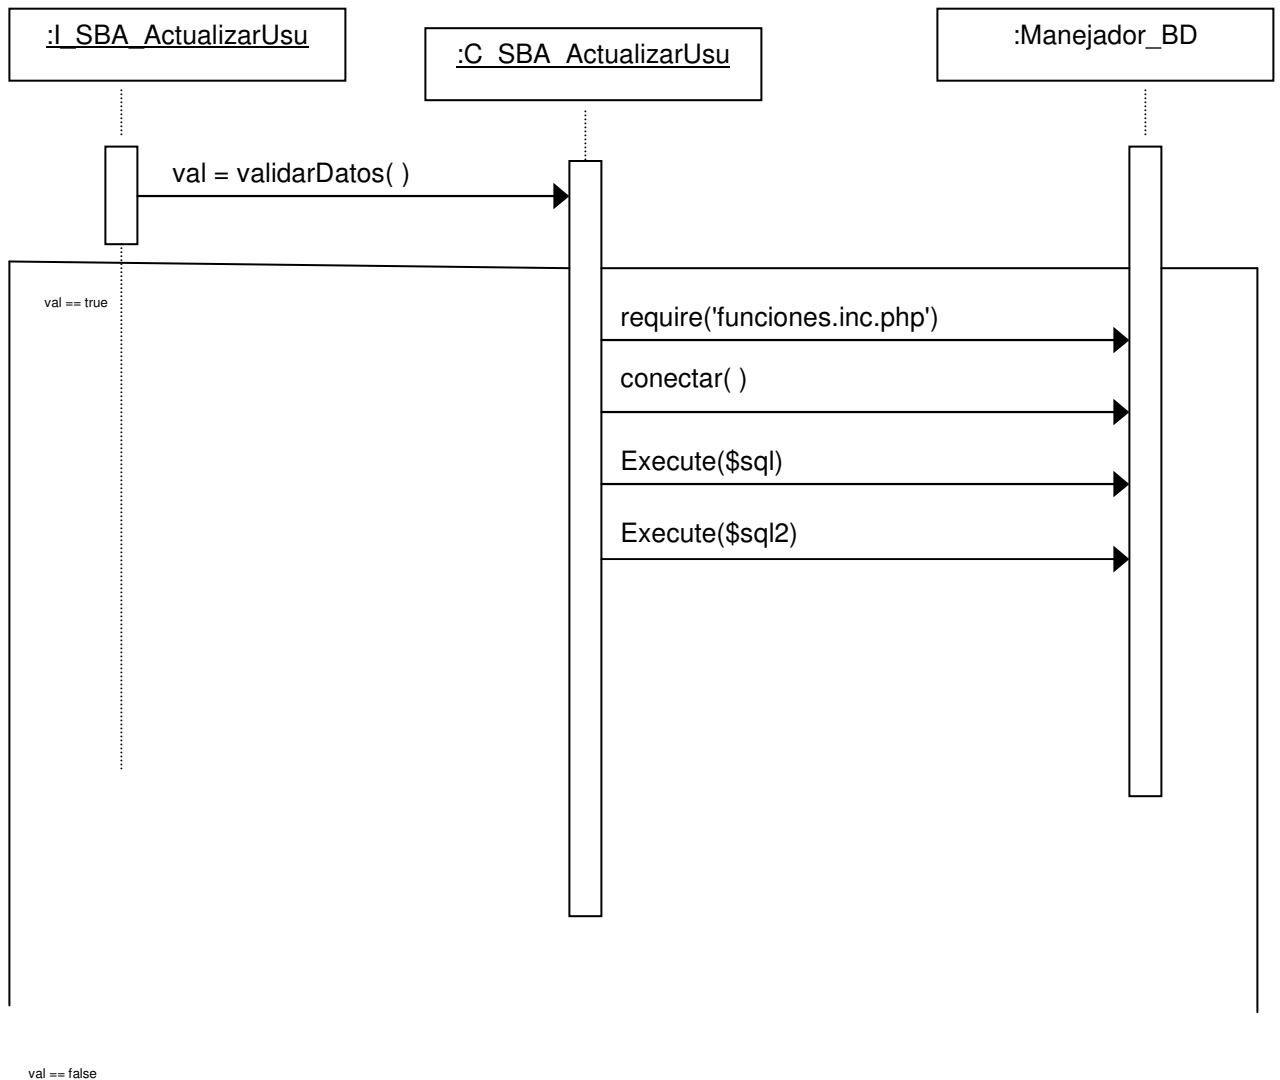 :I_SBA_ActualizarUsu
:C_SBA_ActualizarUsu
:Manejador_BD
val = validarDatos( )
val == true
require('funciones.inc.php')
conectar( )
Execute($sql)
Execute($sql2)
val == false